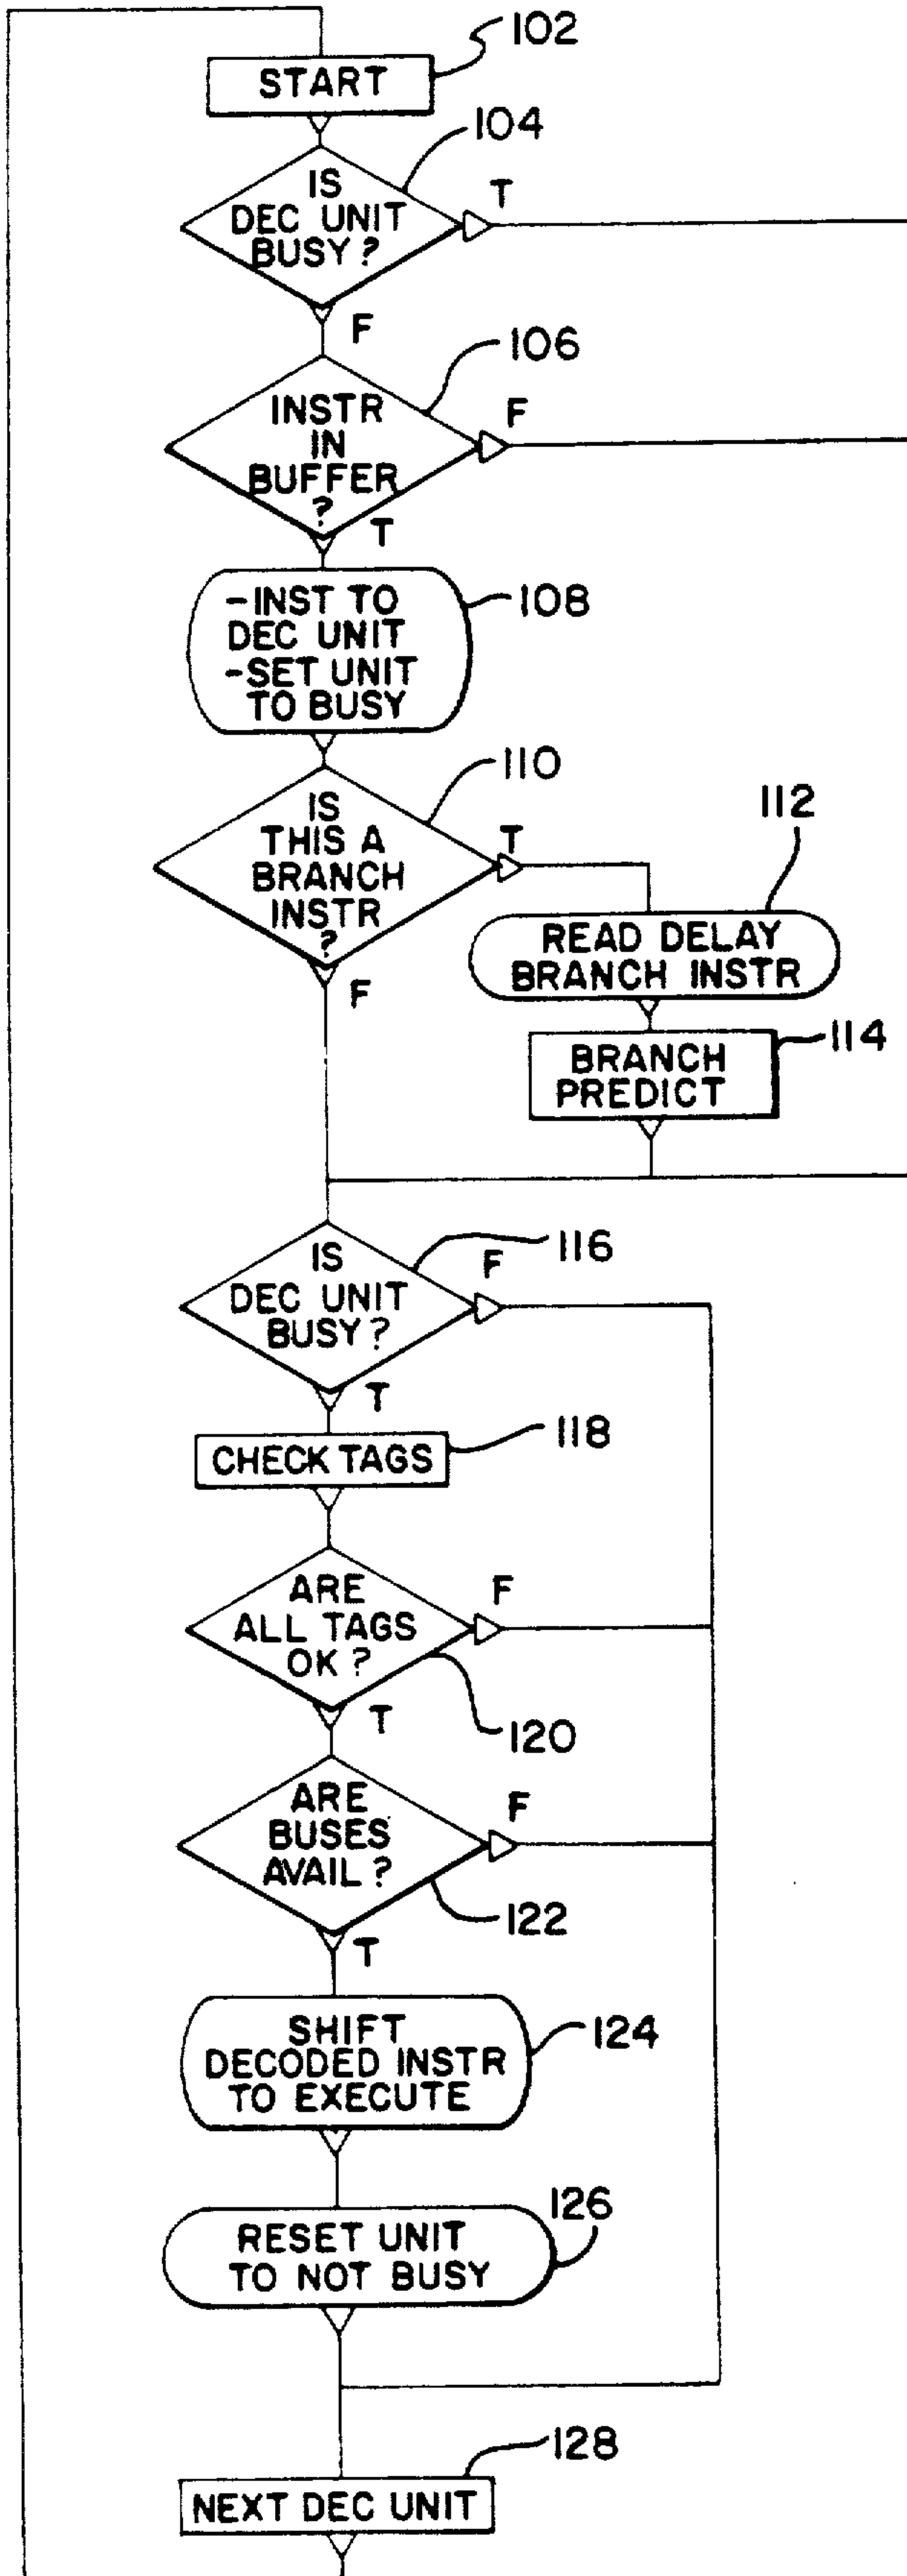 102
START
104
IS
DEC UNIT
BUSY?
T
F
106
INSTR
IN
BUFFER
?
F
T
108
-INST TO
DEC UNIT
-SET UNIT
TO BUSY
110
IS
THIS A
BRANCH
INSTR
?
T
F
112
READ DELAY
BRANCH INSTR
114
BRANCH
PREDICT
116
IS
DEC UNIT
BUSY?
F
T
118
CHECK TAGS
ARE
ALL TAGS
OK?
F
T
120
ARE
BUSES
AVAIL?
F
122
T
SHIFT
DECODED INSTR
TO EXECUTE
124
126
RESET UNIT
TO NOT BUSY
128
NEXT DEC UNIT